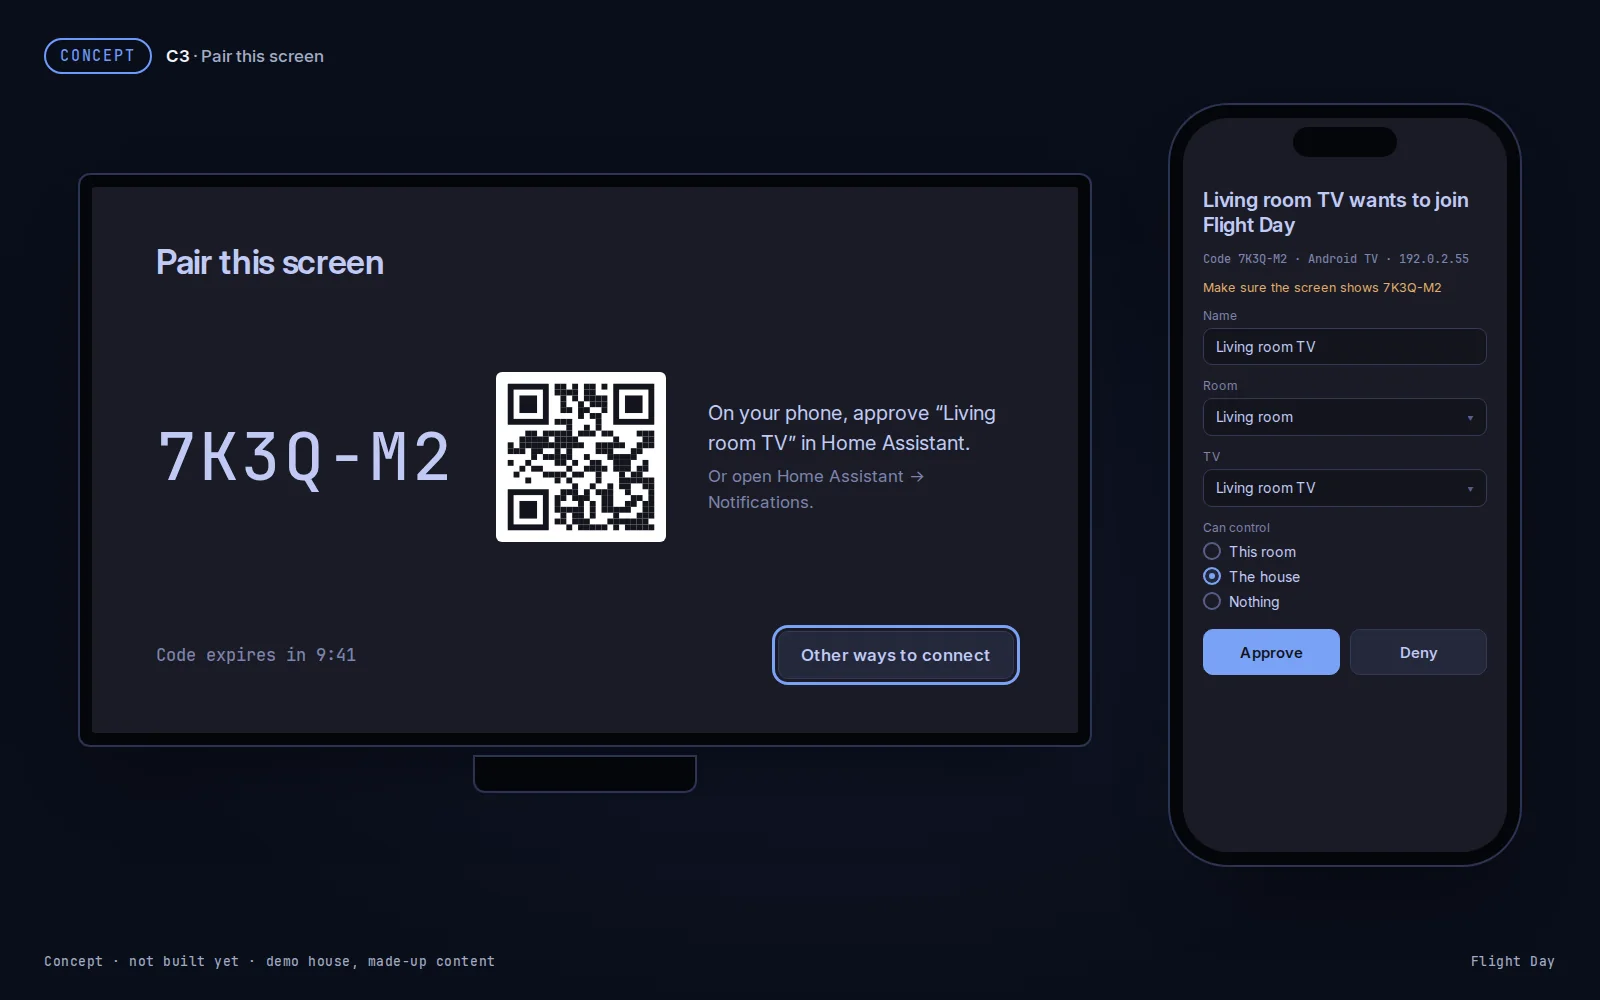 CONCEPT
C3 · Pair this screen
Pair this screen
7K3Q-M2
On your phone, approve “Living
room TV” in Home Assistant.
Or open Home Assistant →
Notifications.
Code expires in 9:41
Other ways to connect
Living room TV wants to join
Flight Day
Code 7K3Q-M2 · Android TV · 192.0.2.55
Make sure the screen shows 7K3Q-M2
Name
Living room TV
Room
Living room
TV
Living room TV
Can control
This room
The house
Nothing
Approve
Deny
Concept · not built yet · demo house, made-up content
Flight Day